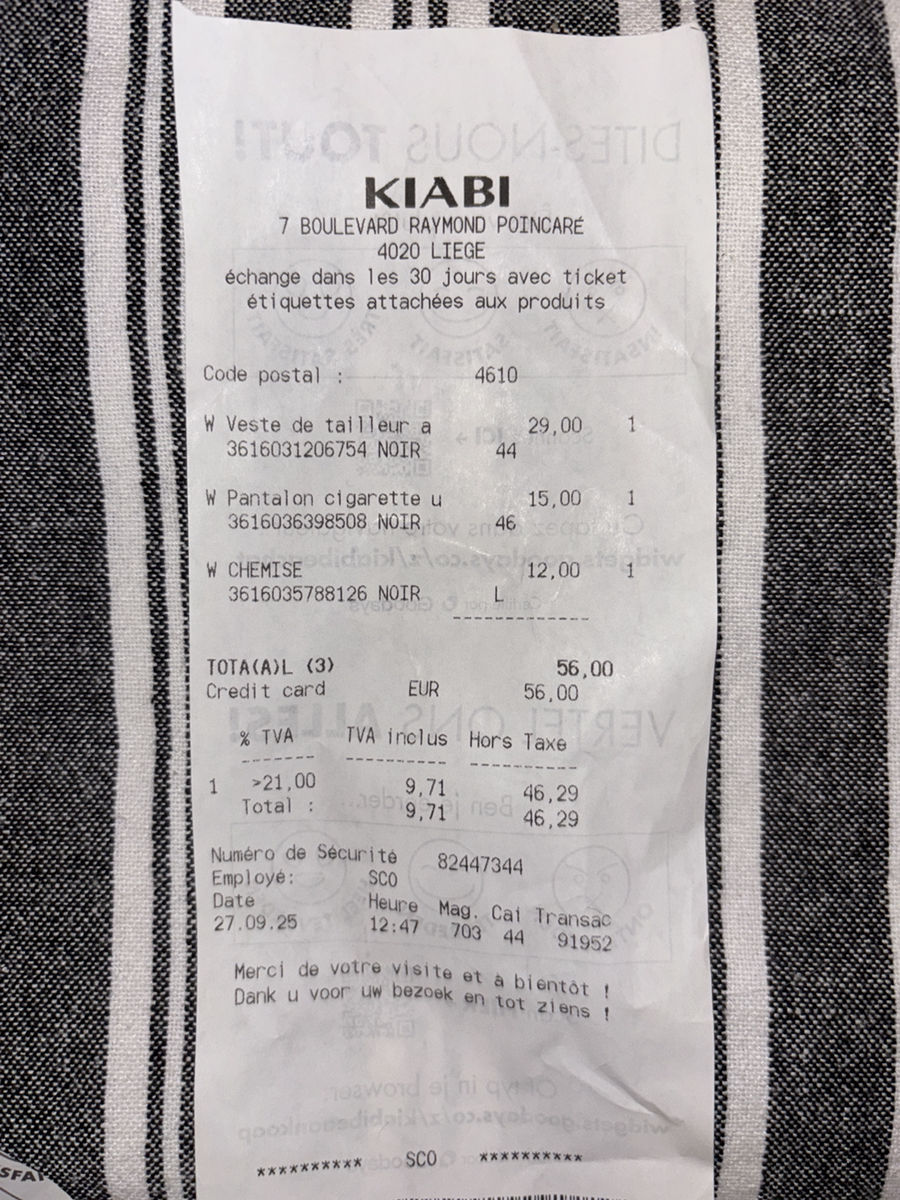 KIABI
7 BOULEVARD RAYMOND POINCARÉ
4020 LIEGE
échange dans les 30 jours avec ticket
étiquettes attachées aux produits
Code postal : 4610
W Veste de tailleur a 29,00 1
3616031206754 NOIR 44
W Pantalon cigarette u 15,00 1
3616036398508 NOIR 46
W CHEMISE 12,00 1
3616035788126 NOIR L
------------
TOTA(A)L (3) 56,00
Credit card EUR 56,00
% TVA TVA inclus Hors Taxe
------- ---------- ----------
1 >21,00 9,71 46,29
Total : 9,71 46,29
Numéro de Sécurité 82447344
Employé: SCO
Date Heure Mag. Cai Transac
27.09.25 12:47 703 44 91952
Merci de votre visite et à bientôt !
Dank u voor uw bezoek en tot ziens !
********** SCO **********